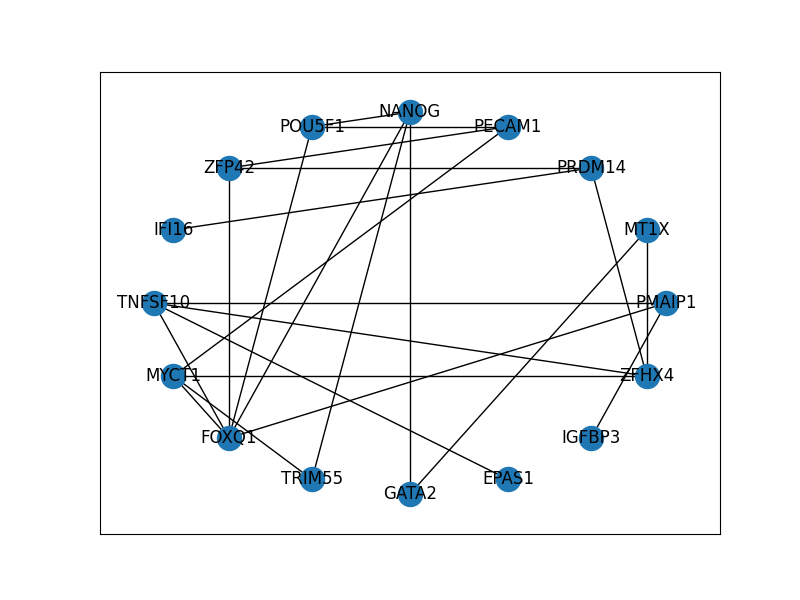 NANOG
POU5F1
PECAM1
ZFP42
PRDM14
IFI16
MT1X
TNFSF10
PMAIP1
MYCT1
ZFHX4
FOXQ1
IGFBP3
TRIM55
EPAS1
GATA2